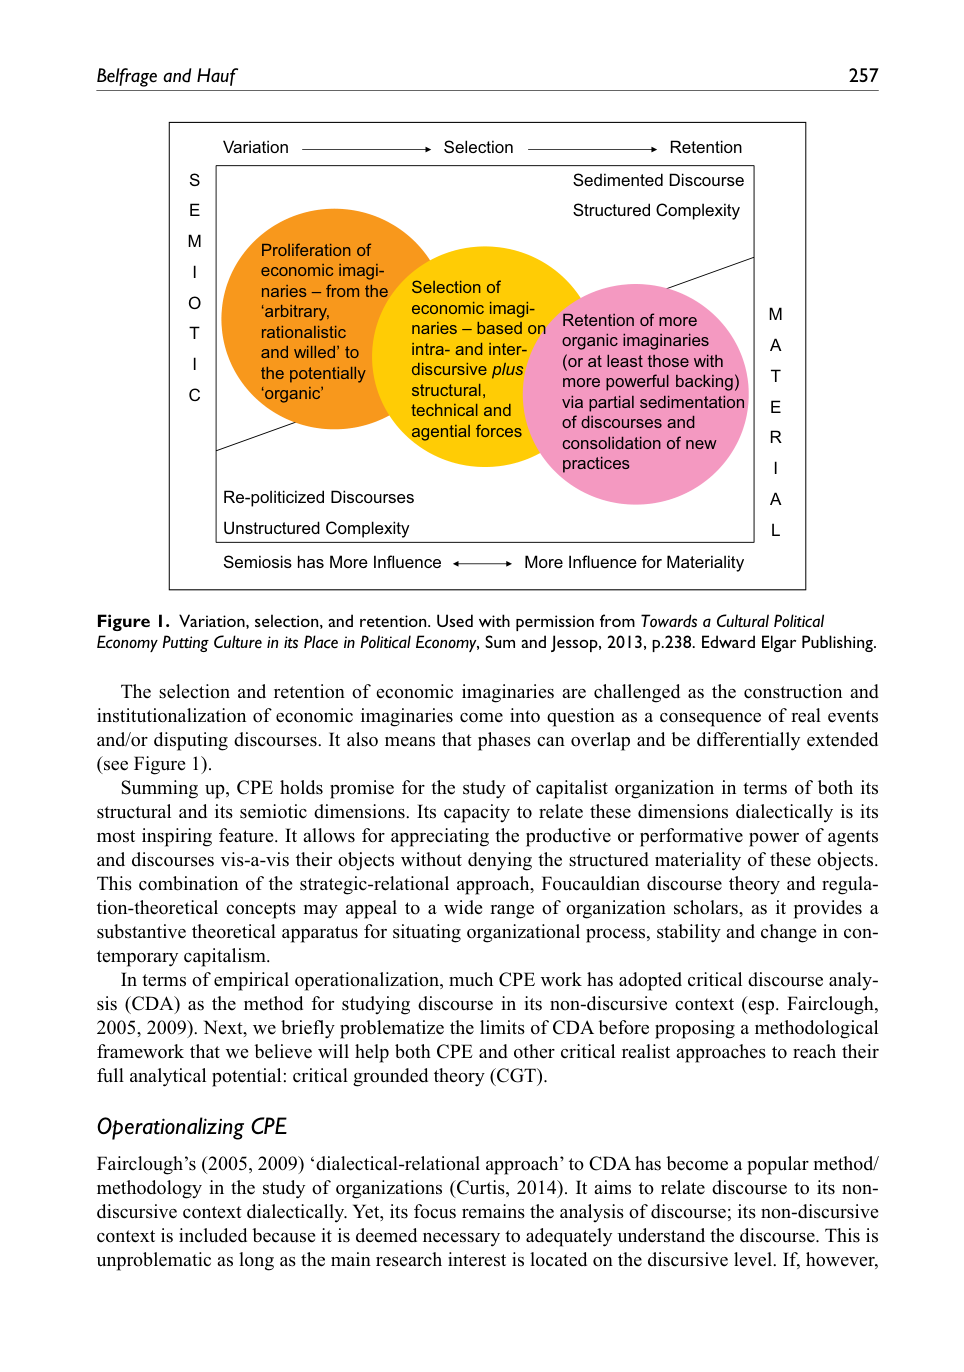 Belfrage and Hauf 257
Variation Selection Retention
S
E
M
I
O
T
I
C
Sedimented Discourse
Structured Complexity
Proliferation of
economic imagi-
naries – from the
‘arbitrary,
rationalistic
and willed’ to
the potentially
‘organic’
Selection of
economic imagi-
naries – based on
intra- and inter-
discursive plus
structural,
technical and
agential forces
Retention of more
organic imaginaries
(or at least those with
more powerful backing)
via partial sedimentation
of discourses and
consolidation of new
practices
M
A
T
E
R
I
A
L
Re-politicized Discourses
Unstructured Complexity
Semiosis has More Influence More Influence for Materiality
Figure 1. Variation, selection, and retention. Used with permission from Towards a Cultural Political
Economy Putting Culture in its Place in Political Economy, Sum and Jessop, 2013, p.238. Edward Elgar Publishing.
The selection and retention of economic imaginaries are challenged as the construction and
institutionalization of economic imaginaries come into question as a consequence of real events
and/or disputing discourses. It also means that phases can overlap and be differentially extended
(see Figure 1).
Summing up, CPE holds promise for the study of capitalist organization in terms of both its
structural and its semiotic dimensions. Its capacity to relate these dimensions dialectically is its
most inspiring feature. It allows for appreciating the productive or performative power of agents
and discourses vis-a-vis their objects without denying the structured materiality of these objects.
This combination of the strategic-relational approach, Foucauldian discourse theory and regula-
tion-theoretical concepts may appeal to a wide range of organization scholars, as it provides a
substantive theoretical apparatus for situating organizational process, stability and change in con-
temporary capitalism.
In terms of empirical operationalization, much CPE work has adopted critical discourse analy-
sis (CDA) as the method for studying discourse in its non-discursive context (esp. Fairclough,
2005, 2009). Next, we briefly problematize the limits of CDA before proposing a methodological
framework that we believe will help both CPE and other critical realist approaches to reach their
full analytical potential: critical grounded theory (CGT).
Operationalizing CPE
Fairclough’s (2005, 2009) ‘dialectical-relational approach’ to CDA has become a popular method/
methodology in the study of organizations (Curtis, 2014). It aims to relate discourse to its non-
discursive context dialectically. Yet, its focus remains the analysis of discourse; its non-discursive
context is included because it is deemed necessary to adequately understand the discourse. This is
unproblematic as long as the main research interest is located on the discursive level. If, however,